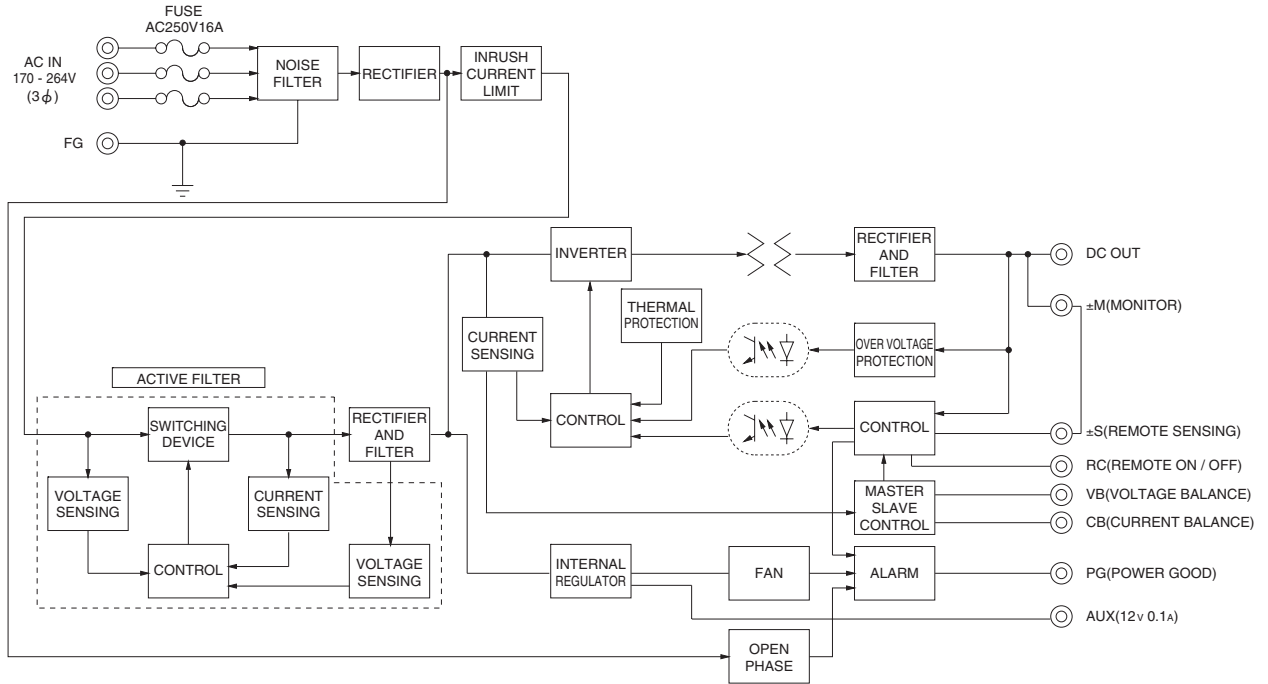 FUSE
AC250V16A
AC IN
170 - 264V
(3ϕ)
NOISE
FILTER
RECTIFIER
INRUSH
CURRENT
LIMIT
FG
INVERTER
RECTIFIER
AND
FILTER
DC OUT
THERMAL
PROTECTION
±M(MONITOR)
CURRENT
SENSING
OVER VOLTAGE
PROTECTION
ACTIVE FILTER
SWITCHING
DEVICE
RECTIFIER
AND
FILTER
CONTROL
CONTROL
±S(REMOTE SENSING)
RC(REMOTE ON / OFF)
VOLTAGE
SENSING
CURRENT
SENSING
MASTER
SLAVE
CONTROL
VB(VOLTAGE BALANCE)
CB(CURRENT BALANCE)
CONTROL
VOLTAGE
SENSING
INTERNAL
REGULATOR
FAN
ALARM
PG(POWER GOOD)
AUX(12V 0.1A)
OPEN
PHASE